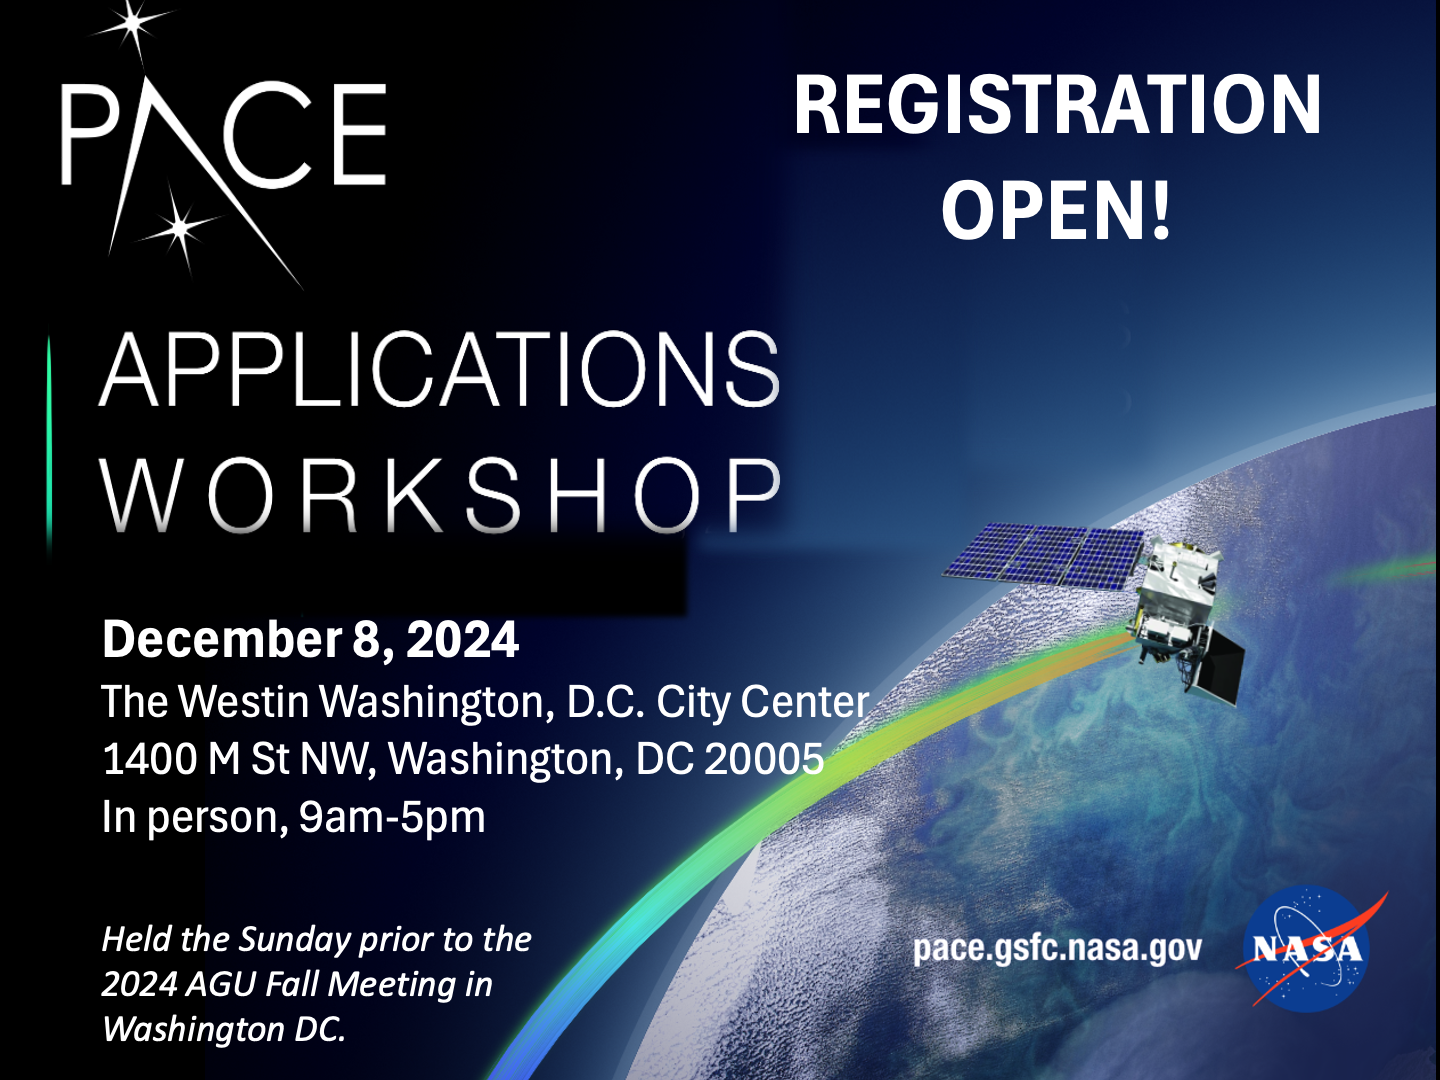 PACE
REGISTRATION
OPEN!
APPLICATIONS
WORKSHOP
December 8, 2024
The Westin Washington, D.C. City Center
1400 M St NW, Washington, DC 20005
In person, 9am-5pm
Held the Sunday prior to the
2024 AGU Fall Meeting in
Washington DC.
pace.gsfc.nasa.gov
NASA